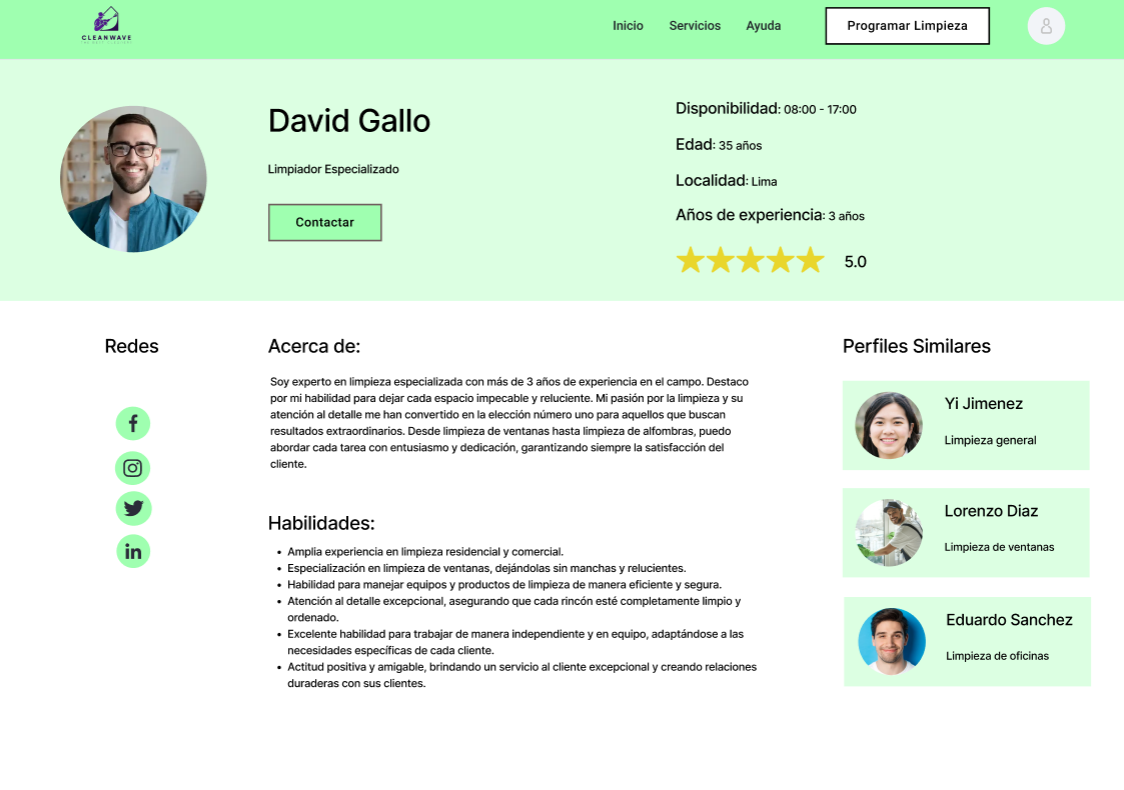 CLEANWAVE
Inicio
Servicios
Ayuda
Programar Limpieza
David Gallo
Limpiador Especializado
Contactar
Disponibilidad: 08:00 - 17:00
Edad: 35 años
Localidad: Lima
Años de experiencia: 3 años
5.0
Redes
Acerca de:
Soy experto en limpieza especializada con más de 3 años de experiencia en el campo. Destaco
por mi habilidad para dejar cada espacio impecable y reluciente. Mi pasión por la limpieza y su
atención al detalle me han convertido en la elección número uno para aquellos que buscan
resultados extraordinarios. Desde limpieza de ventanas hasta limpieza de alfombras, puedo
abordar cada tarea con entusiasmo y dedicación, garantizando siempre la satisfacción del
cliente.
Habilidades:
• Amplia experiencia en limpieza residencial y comercial.
• Especialización en limpieza de ventanas, dejándolas sin manchas y relucientes.
• Habilidad para manejar equipos y productos de limpieza de manera eficiente y segura.
• Atención al detalle excepcional, asegurando que cada rincón esté completamente limpio y
ordenado.
• Excelente habilidad para trabajar de manera independiente y en equipo, adaptándose a las
necesidades específicas de cada cliente.
• Actitud positiva y amigable, brindando un servicio al cliente excepcional y creando relaciones
duraderas con sus clientes.
Perfiles Similares
Yi Jimenez
Limpieza general
Lorenzo Diaz
Limpieza de ventanas
Eduardo Sanchez
Limpieza de oficinas